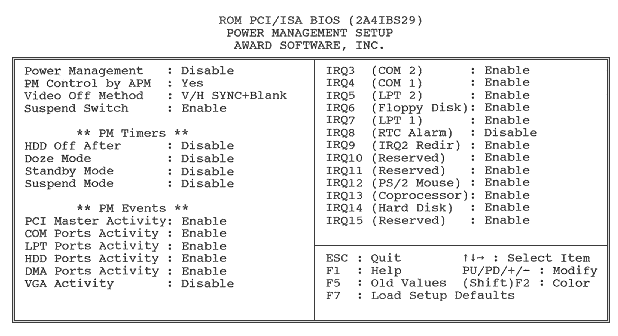 ROM PCI/ISA BIOS (2A4IBS29)
POWER MANAGEMENT SETUP
AWARD SOFTWARE, INC.
Power Management : Disable
PM Control by APM : Yes
Video Off Method : V/H SYNC+Blank
Suspend Switch : Enable
** PM Timers **
HDD Off After : Disable
Doze Mode : Disable
Standby Mode : Disable
Suspend Mode : Disable
** PM Events **
PCI Master Activity: Enable
COM Ports Activity : Enable
LPT Ports Activity : Enable
HDD Ports Activity : Enable
DMA Ports Activity : Enable
VGA Activity : Disable
IRQ3 (COM 2) : Enable
IRQ4 (COM 1) : Enable
IRQ5 (LPT 2) : Enable
IRQ6 (Floppy Disk): Enable
IRQ7 (LPT 1) : Enable
IRQ8 (RTC Alarm) : Disable
IRQ9 (IRQ2 Redir) : Enable
IRQ10 (Reserved) : Enable
IRQ11 (Reserved) : Enable
IRQ12 (PS/2 Mouse) : Enable
IRQ13 (Coprocessor): Enable
IRQ14 (Hard Disk) : Enable
IRQ15 (Reserved) : Enable
ESC : Quit ↑↓→ : Select Item
F1 : Help PU/PD/+/- : Modify
F5 : Old Values (Shift)F2 : Color
F7 : Load Setup Defaults